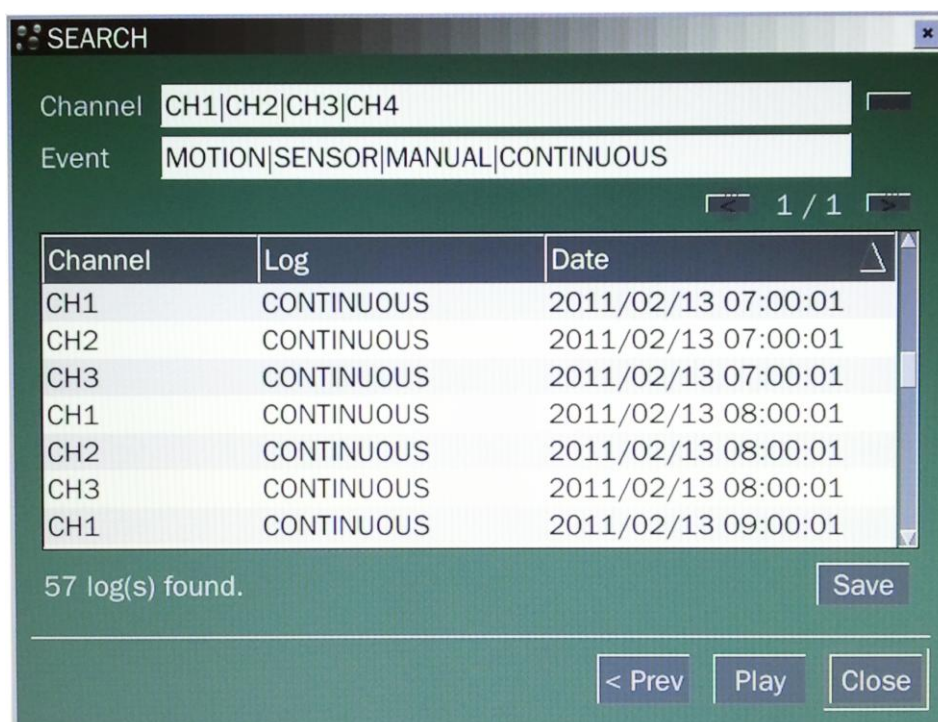 SEARCH
Channel CH1|CH2|CH3|CH4
Event MOTION|SENSOR|MANUAL|CONTINUOUS
< 1 / 1 >
Channel Log Date
CH1 CONTINUOUS 2011/02/13 07:00:01
CH2 CONTINUOUS 2011/02/13 07:00:01
CH3 CONTINUOUS 2011/02/13 07:00:01
CH1 CONTINUOUS 2011/02/13 08:00:01
CH2 CONTINUOUS 2011/02/13 08:00:01
CH3 CONTINUOUS 2011/02/13 08:00:01
CH1 CONTINUOUS 2011/02/13 09:00:01
57 log(s) found. Save
< Prev Play Close